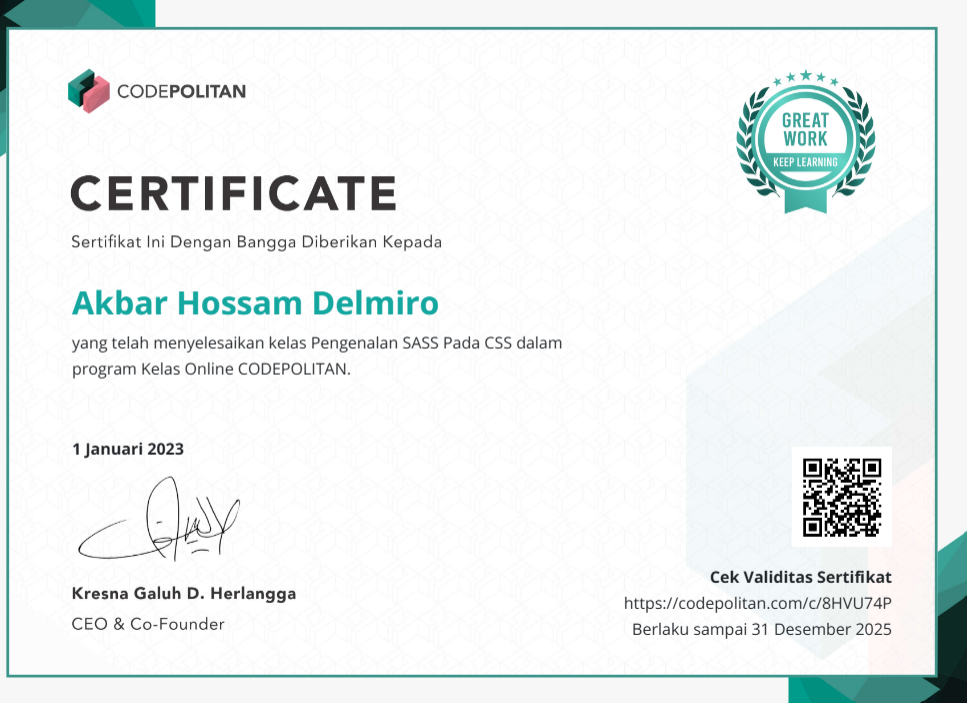 CODEPOLITAN
GREAT
WORK
KEEP LEARNING
CERTIFICATE
Sertifikat Ini Dengan Bangga Diberikan Kepada
Akbar Hossam Delmiro
yang telah menyelesaikan kelas Pengenalan SASS Pada CSS dalam
program Kelas Online CODEPOLITAN.
1 Januari 2023
Kresna Galuh D. Herlangga
CEO & Co-Founder
Cek Validitas Sertifikat
https://codepolitan.com/c/8HVU74P
Berlaku sampai 31 Desember 2025